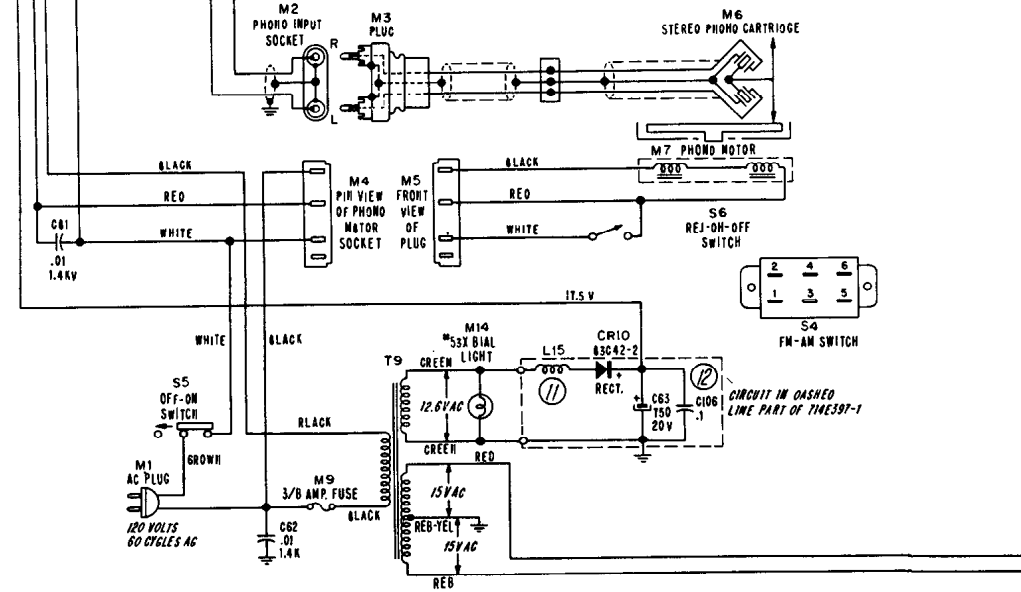 M2
PHONO INPUT
SOCKET
R
L
M3
PLUG
M6
STEREO PHONO CARTRIDGE
M7 PHONO MOTOR
BLACK
RED
WHITE
M4
PIN VIEW
OF PHONO
MOTOR
SOCKET
M5
FRONT
VIEW
OF
PLUG
BLACK
RED
WHITE
S6
REJ-ON-OFF
SWITCH
C61
.01
1.4KV
2 4 6
1 3 5
S4
FM-AM SWITCH
17.5 V
WHITE
BLACK
M14
*53X BIAL
LIGHT
T9
GREEN
12.6VAC
GREEN
L15
11
CR10
93C42-2
+
RECT.
12
+
C63
150
20V
C106
.1
CIRCUIT IN DASHED
LINE PART OF 714E397-1
S5
OFF-ON
SWITCH
BLACK
BROWN
M1
AC PLUG
120 VOLTS
60 CYCLES AC
M9
3/8 AMP. FUSE
BLACK
C62
.01
1.4K
RED
15VAC
RED-YEL
15VAC
RED